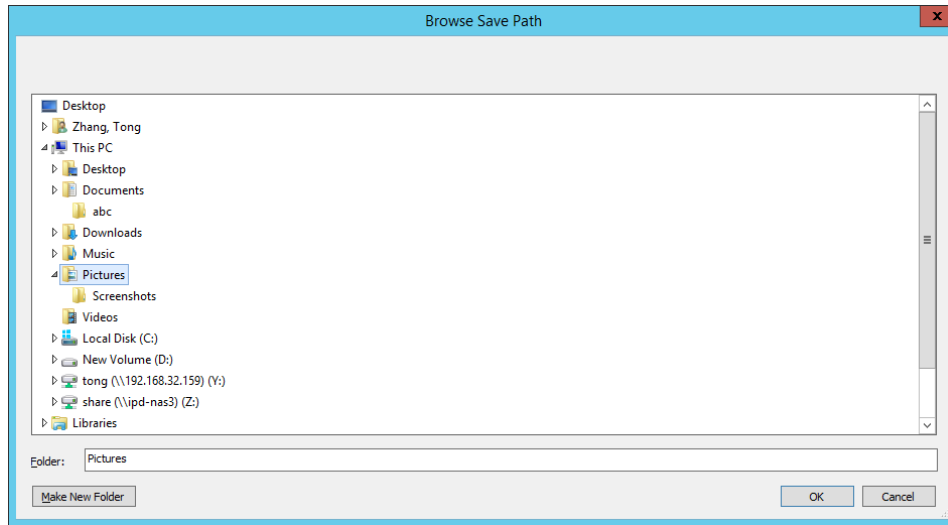 Browse Save Path
x
Desktop
Zhang, Tong
This PC
Desktop
Documents
abc
Downloads
Music
Pictures
Screenshots
Videos
Local Disk (C:)
New Volume (D:)
tong (\\192.168.32.159) (Y:)
share (\\ipd-nas3) (Z:)
Libraries
Folder: Pictures
Make New Folder OK Cancel